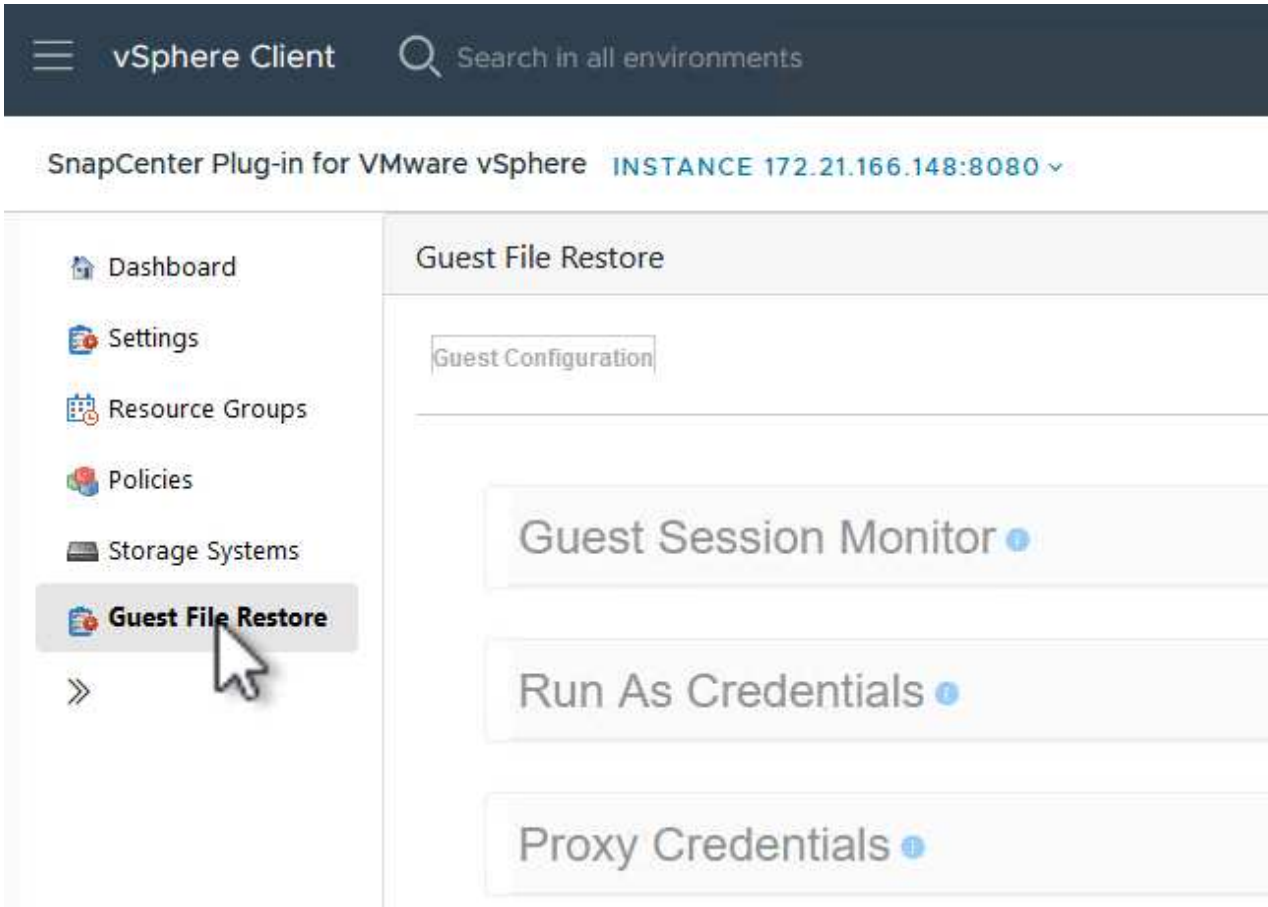 vSphere Client
Search in all environments
SnapCenter Plug-in for VMware vSphere INSTANCE 172.21.166.148:8080
Dashboard
Settings
Resource Groups
Policies
Storage Systems
Guest File Restore
Guest File Restore
Guest Configuration
Guest Session Monitor
Run As Credentials
Proxy Credentials